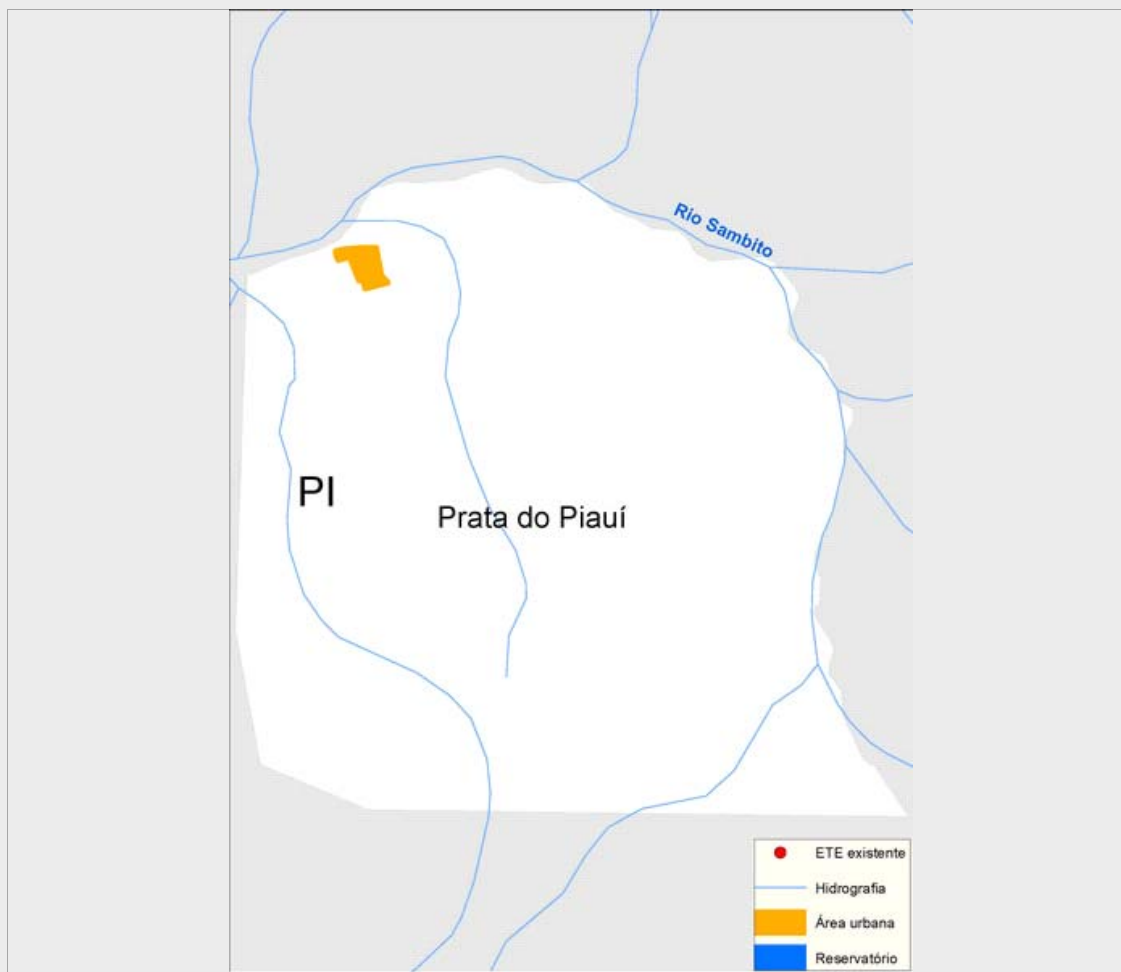 Rio Sambito
PI
Prata do Piauí
ETE existente
Hidrografia
Área urbana
Reservatório